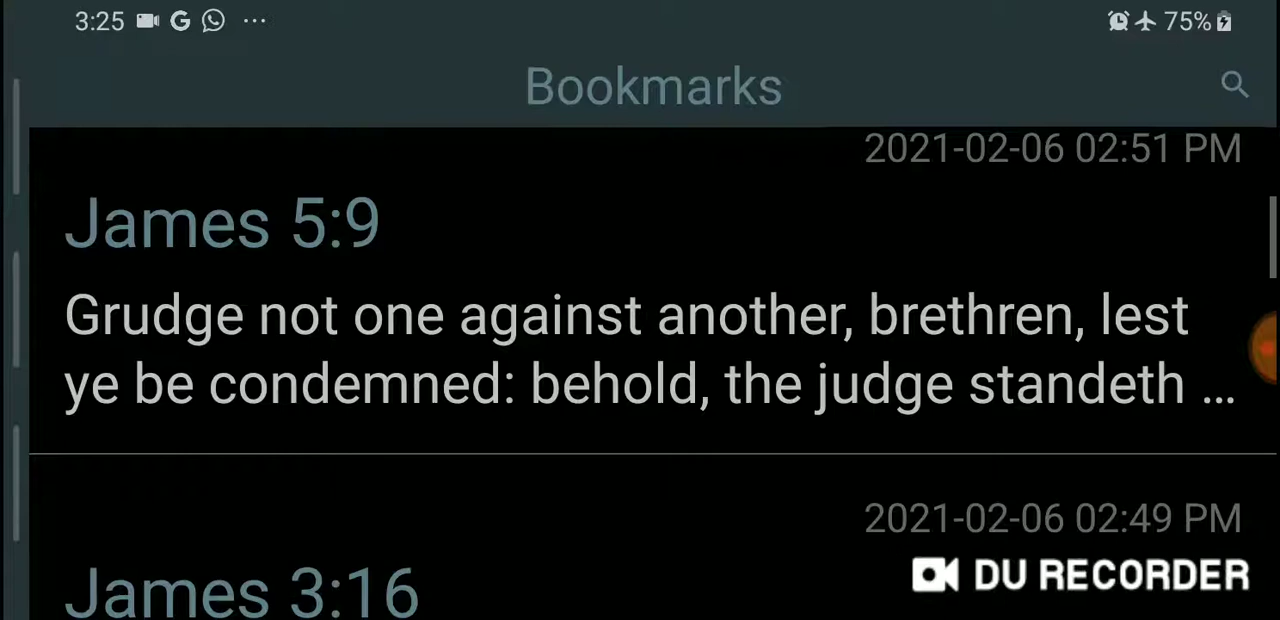 3:25 G ... 75%
Bookmarks
2021-02-06 02:51 PM
James 5:9
Grudge not one against another, brethren, lest
ye be condemned: behold, the judge standeth ...
2021-02-06 02:49 PM
James 3:16
DU RECORDER